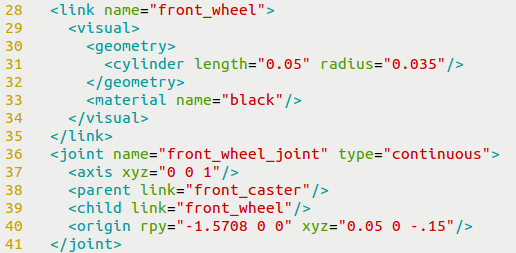 28 <link name="front_wheel">
29 <visual>
30 <geometry>
31 <cylinder length="0.05" radius="0.035"/>
32 </geometry>
33 <material name="black"/>
34 </visual>
35 </link>
36 <joint name="front_wheel_joint" type="continuous">
37 <axis xyz="0 0 1"/>
38 <parent link="front_caster"/>
39 <child link="front_wheel"/>
40 <origin rpy="-1.5708 0 0" xyz="0.05 0 -.15"/>
41 </joint>